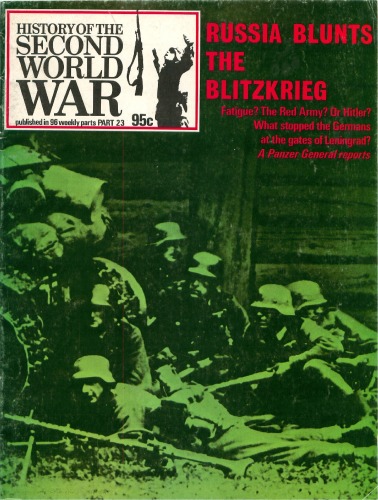 HISTORY OF THE
SECOND
WORLD
WAR
published in 96 weekly parts PART 23
95c
RUSSIA BLUNTS
THE
BLITZKRIEG
Fatigue? The Red Army? Or Hitler?
What stopped the Germans
at the gates of Leningrad?
A Panzer General reports